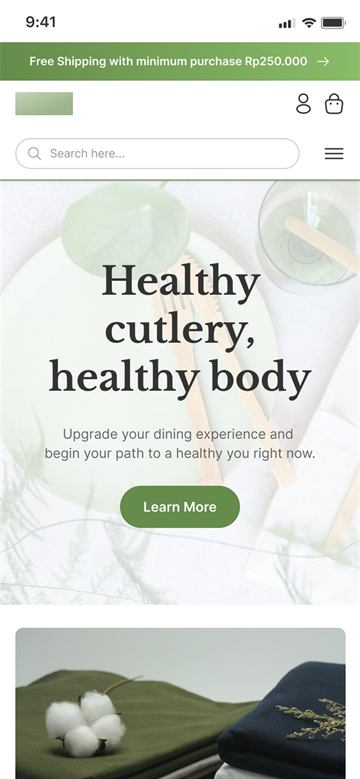 9:41
Free Shipping with minimum purchase Rp250.000
Search here...
Healthy
cutlery,
healthy body
Upgrade your dining experience and
begin your path to a healthy you right now.
Learn More